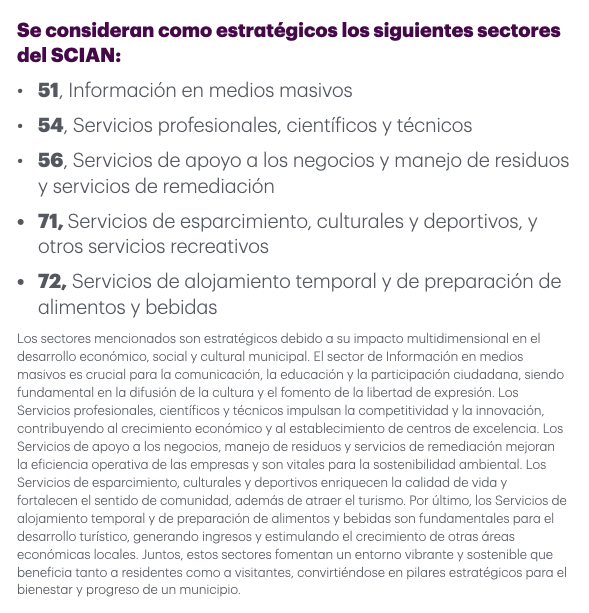 Se consideran como estratégicos los siguientes sectores
del SCIAN:
• 51, Información en medios masivos
• 54, Servicios profesionales, científicos y técnicos
• 56, Servicios de apoyo a los negocios y manejo de residuos
y servicios de remediación
• 71, Servicios de esparcimiento, culturales y deportivos, y
otros servicios recreativos
• 72, Servicios de alojamiento temporal y de preparación de
alimentos y bebidas
Los sectores mencionados son estratégicos debido a su impacto multidimensional en el
desarrollo económico, social y cultural municipal. El sector de Información en medios
masivos es crucial para la comunicación, la educación y la participación ciudadana, siendo
fundamental en la difusión de la cultura y el fomento de la libertad de expresión. Los
Servicios profesionales, científicos y técnicos impulsan la competitividad y la innovación,
contribuyendo al crecimiento económico y al establecimiento de centros de excelencia. Los
Servicios de apoyo a los negocios, manejo de residuos y servicios de remediación mejoran
la eficiencia operativa de las empresas y son vitales para la sostenibilidad ambiental. Los
Servicios de esparcimiento, culturales y deportivos enriquecen la calidad de vida y
fortalecen el sentido de comunidad, además de atraer el turismo. Por último, los Servicios de
alojamiento temporal y de preparación de alimentos y bebidas son fundamentales para el
desarrollo turístico, generando ingresos y estimulando el crecimiento de otras áreas
económicas locales. Juntos, estos sectores fomentan un entorno vibrante y sostenible que
beneficia tanto a residentes como a visitantes, convirtiéndose en pilares estratégicos para el
bienestar y progreso de un municipio.